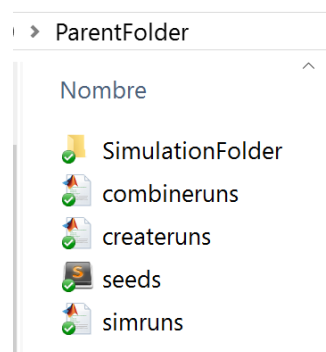 ParentFolder
Nombre
SimulationFolder
combineruns
createruns
seeds
simruns